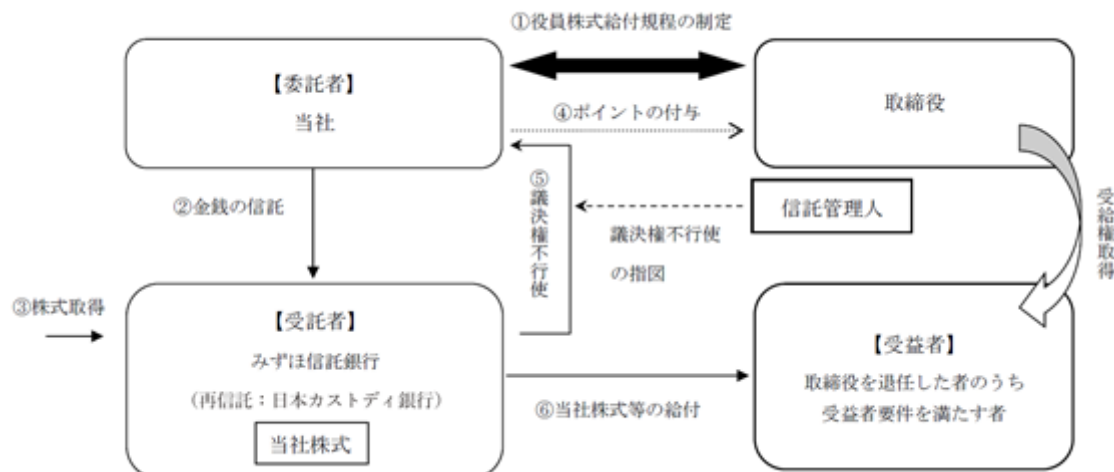 ①役員株式給付規程の制定
【委託者】
当社
取締役
④ポイントの付与
②金銭の信託
⑤議決権不行使
信託管理人
議決権不行使
の指図
受給権取得
③株式取得
【受託者】
みずほ信託銀行
（再信託：日本カストディ銀行）
当社株式
⑥当社株式等の給付
【受益者】
取締役を退任した者のうち
受益者要件を満たす者